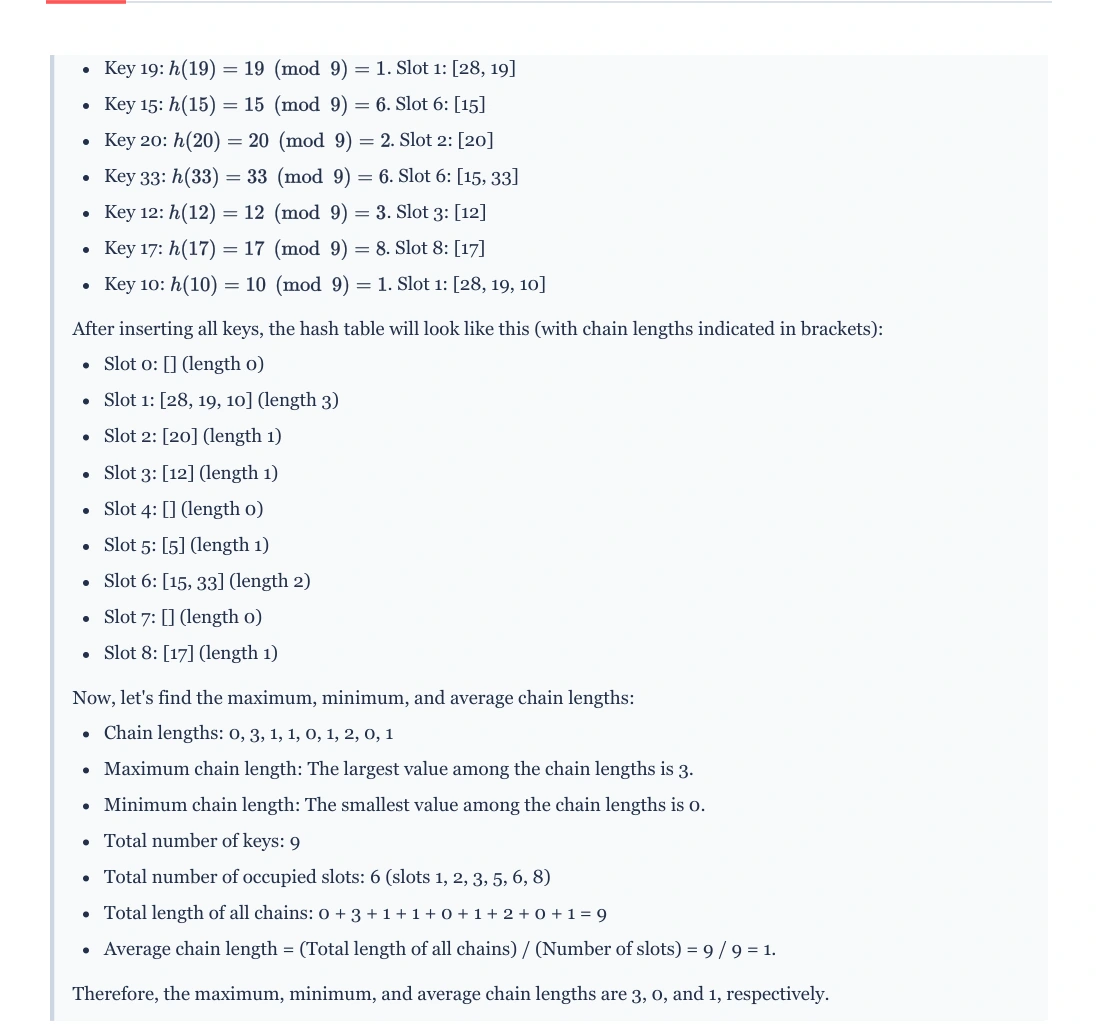 • Key 19: h(19) = 19 (mod 9) = 1. Slot 1: [28, 19]
• Key 15: h(15) = 15 (mod 9) = 6. Slot 6: [15]
• Key 20: h(20) = 20 (mod 9) = 2. Slot 2: [20]
• Key 33: h(33) = 33 (mod 9) = 6. Slot 6: [15, 33]
• Key 12: h(12) = 12 (mod 9) = 3. Slot 3: [12]
• Key 17: h(17) = 17 (mod 9) = 8. Slot 8: [17]
• Key 10: h(10) = 10 (mod 9) = 1. Slot 1: [28, 19, 10]
After inserting all keys, the hash table will look like this (with chain lengths indicated in brackets):
• Slot 0: [] (length 0)
• Slot 1: [28, 19, 10] (length 3)
• Slot 2: [20] (length 1)
• Slot 3: [12] (length 1)
• Slot 4: [] (length 0)
• Slot 5: [5] (length 1)
• Slot 6: [15, 33] (length 2)
• Slot 7: [] (length 0)
• Slot 8: [17] (length 1)
Now, let's find the maximum, minimum, and average chain lengths:
• Chain lengths: 0, 3, 1, 1, 0, 1, 2, 0, 1
• Maximum chain length: The largest value among the chain lengths is 3.
• Minimum chain length: The smallest value among the chain lengths is 0.
• Total number of keys: 9
• Total number of occupied slots: 6 (slots 1, 2, 3, 5, 6, 8)
• Total length of all chains: 0 + 3 + 1 + 1 + 0 + 1 + 2 + 0 + 1 = 9
• Average chain length = (Total length of all chains) / (Number of slots) = 9 / 9 = 1.
Therefore, the maximum, minimum, and average chain lengths are 3, 0, and 1, respectively.